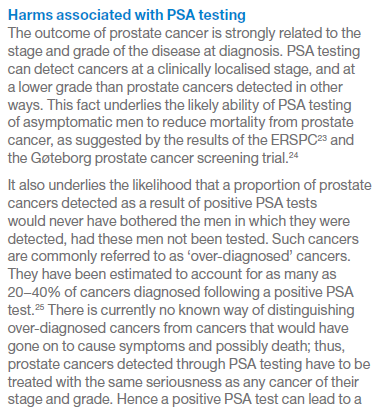 Harms associated with PSA testing
The outcome of prostate cancer is strongly related to the
stage and grade of the disease at diagnosis. PSA testing
can detect cancers at a clinically localised stage, and at
a lower grade than prostate cancers detected in other
ways. This fact underlies the likely ability of PSA testing
of asymptomatic men to reduce mortality from prostate
cancer, as suggested by the results of the ERSPC²³ and
the Gøteborg prostate cancer screening trial.²⁴
It also underlies the likelihood that a proportion of prostate
cancers detected as a result of positive PSA tests
would never have bothered the men in which they were
detected, had these men not been tested. Such cancers
are commonly referred to as ‘over-diagnosed’ cancers.
They have been estimated to account for as many as
20–40% of cancers diagnosed following a positive PSA
test.²⁵ There is currently no known way of distinguishing
over-diagnosed cancers from cancers that would have
gone on to cause symptoms and possibly death; thus,
prostate cancers detected through PSA testing have to be
treated with the same seriousness as any cancer of their
stage and grade. Hence a positive PSA test can lead to a